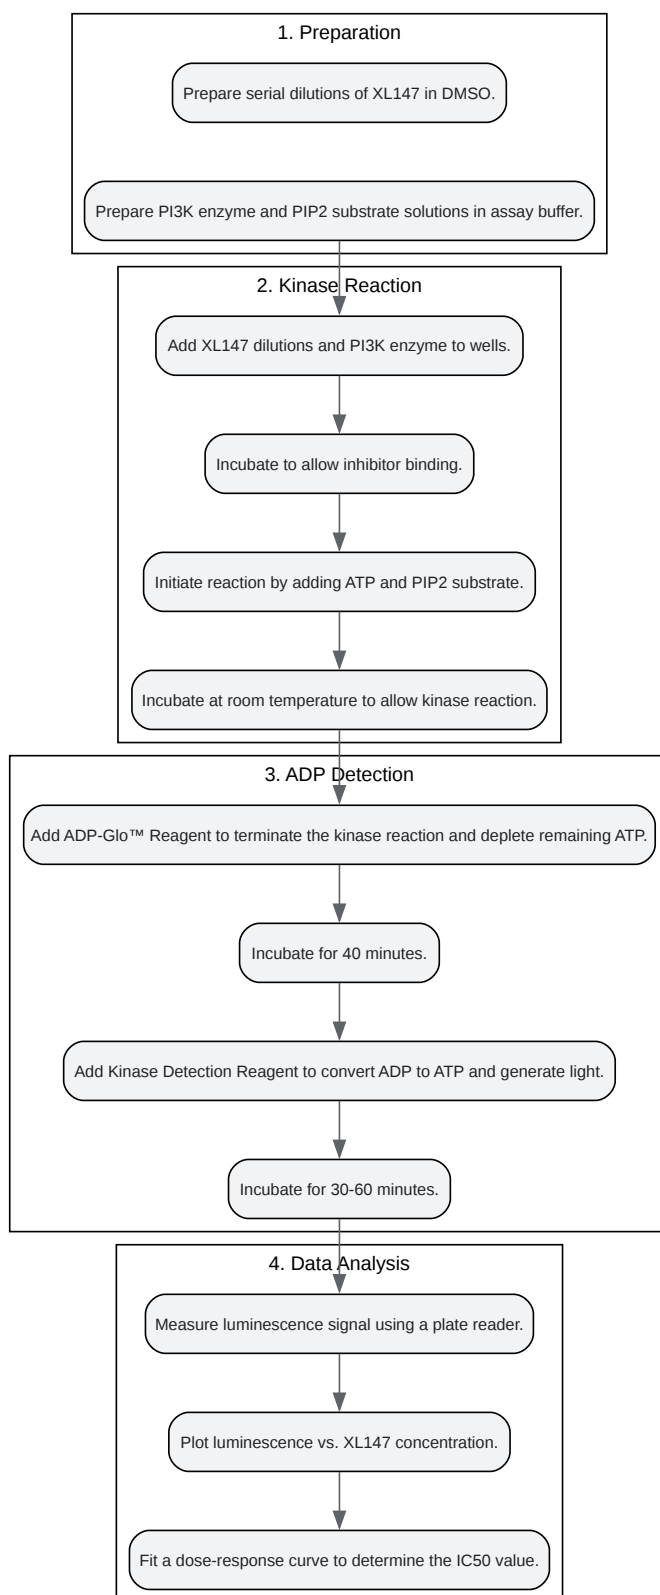 1. Preparation
Prepare serial dilutions of XL147 in DMSO.
Prepare PI3K enzyme and PIP2 substrate solutions in assay buffer.
2. Kinase Reaction
Add XL147 dilutions and PI3K enzyme to wells.
Incubate to allow inhibitor binding.
Initiate reaction by adding ATP and PIP2 substrate.
Incubate at room temperature to allow kinase reaction.
3. ADP Detection
Add ADP-Glo™ Reagent to terminate the kinase reaction and deplete remaining ATP.
Incubate for 40 minutes.
Add Kinase Detection Reagent to convert ADP to ATP and generate light.
Incubate for 30-60 minutes.
4. Data Analysis
Measure luminescence signal using a plate reader.
Plot luminescence vs. XL147 concentration.
Fit a dose-response curve to determine the IC50 value.